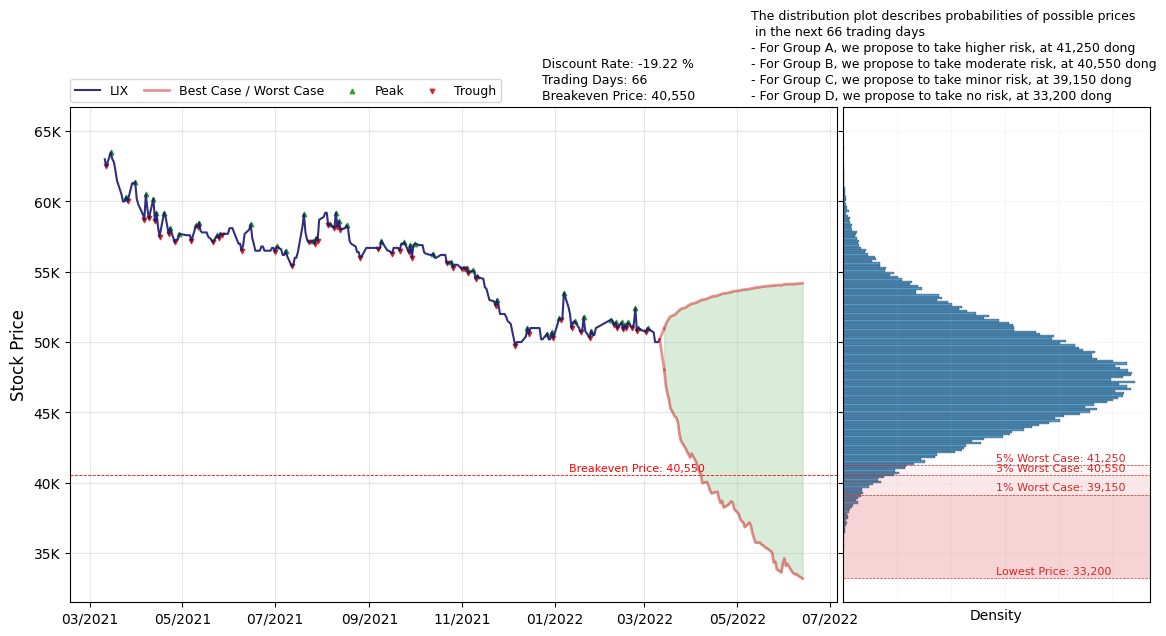 The distribution plot describes probabilities of possible prices
in the next 66 trading days
- For Group A, we propose to take higher risk, at 41,250 dong
- For Group B, we propose to take moderate risk, at 40,550 dong
- For Group C, we propose to take minor risk, at 39,150 dong
- For Group D, we propose to take no risk, at 33,200 dong
Discount Rate: -19.22 %
Trading Days: 66
Breakeven Price: 40,550
LIX
Best Case / Worst Case
Peak
Trough
Stock Price
65K
60K
55K
50K
45K
40K
35K
Breakeven Price: 40,550
5% Worst Case: 41,250
3% Worst Case: 40,550
1% Worst Case: 39,150
Lowest Price: 33,200
03/2021
05/2021
07/2021
09/2021
11/2021
01/2022
03/2022
05/2022
07/2022
Density